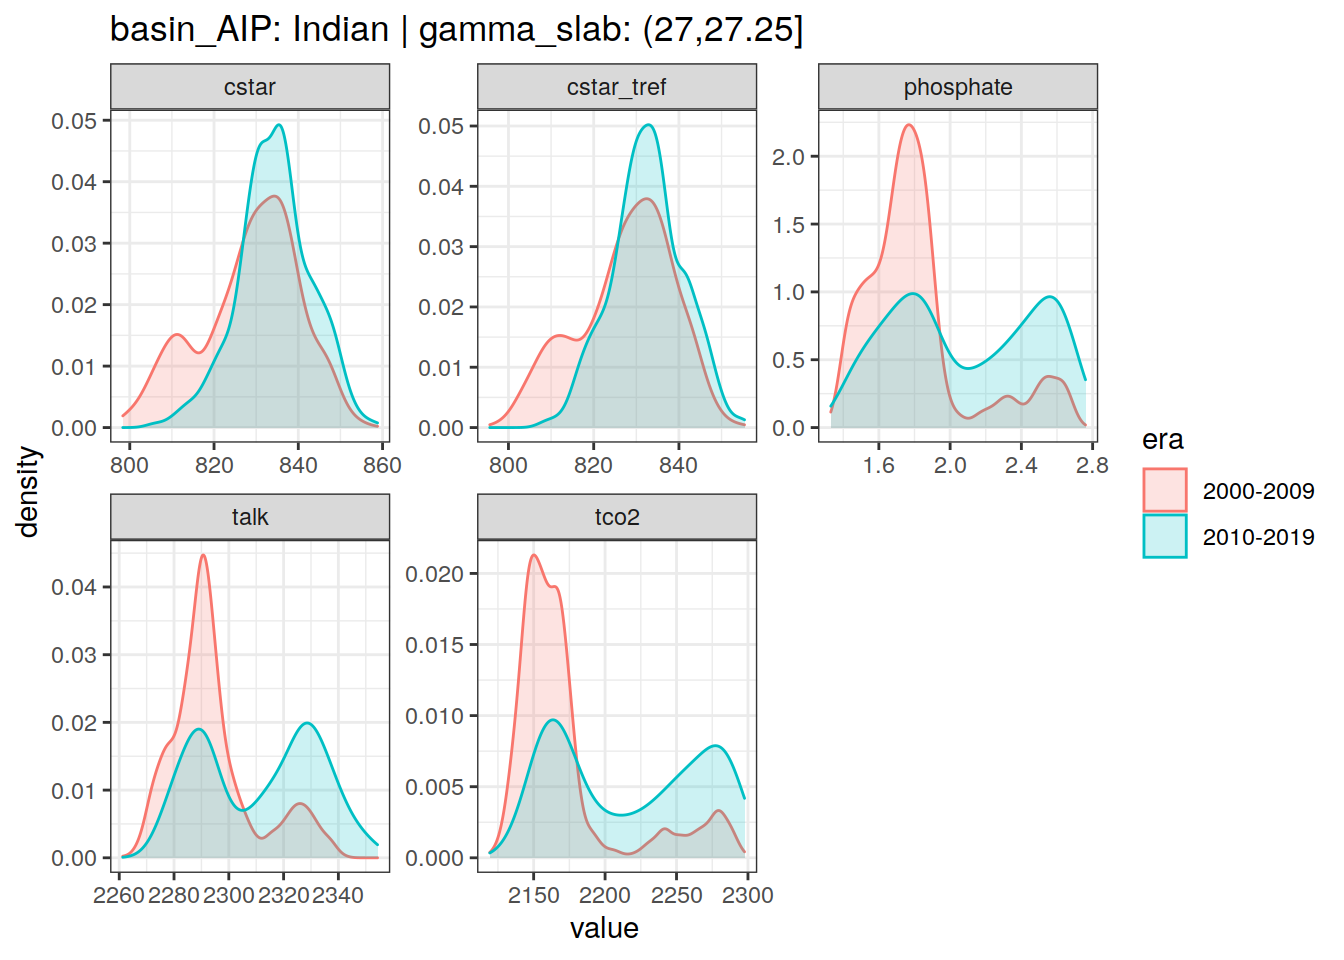 basin_AIP: Indian | gamma_slab: (27,27.25]
cstar
cstar_tref
phosphate
0.05
0.04
0.03
0.02
0.01
0.00
800 820 840 860
0.05
0.04
0.03
0.02
0.01
0.00
800 820 840
2.0
1.5
1.0
0.5
0.0
1.6 2.0 2.4 2.8
talk
tco2
0.04
0.03
0.02
0.01
0.00
2260 2280 2300 2320 2340
0.020
0.015
0.010
0.005
0.000
2150 2200 2250 2300
density
value
era
2000-2009
2010-2019